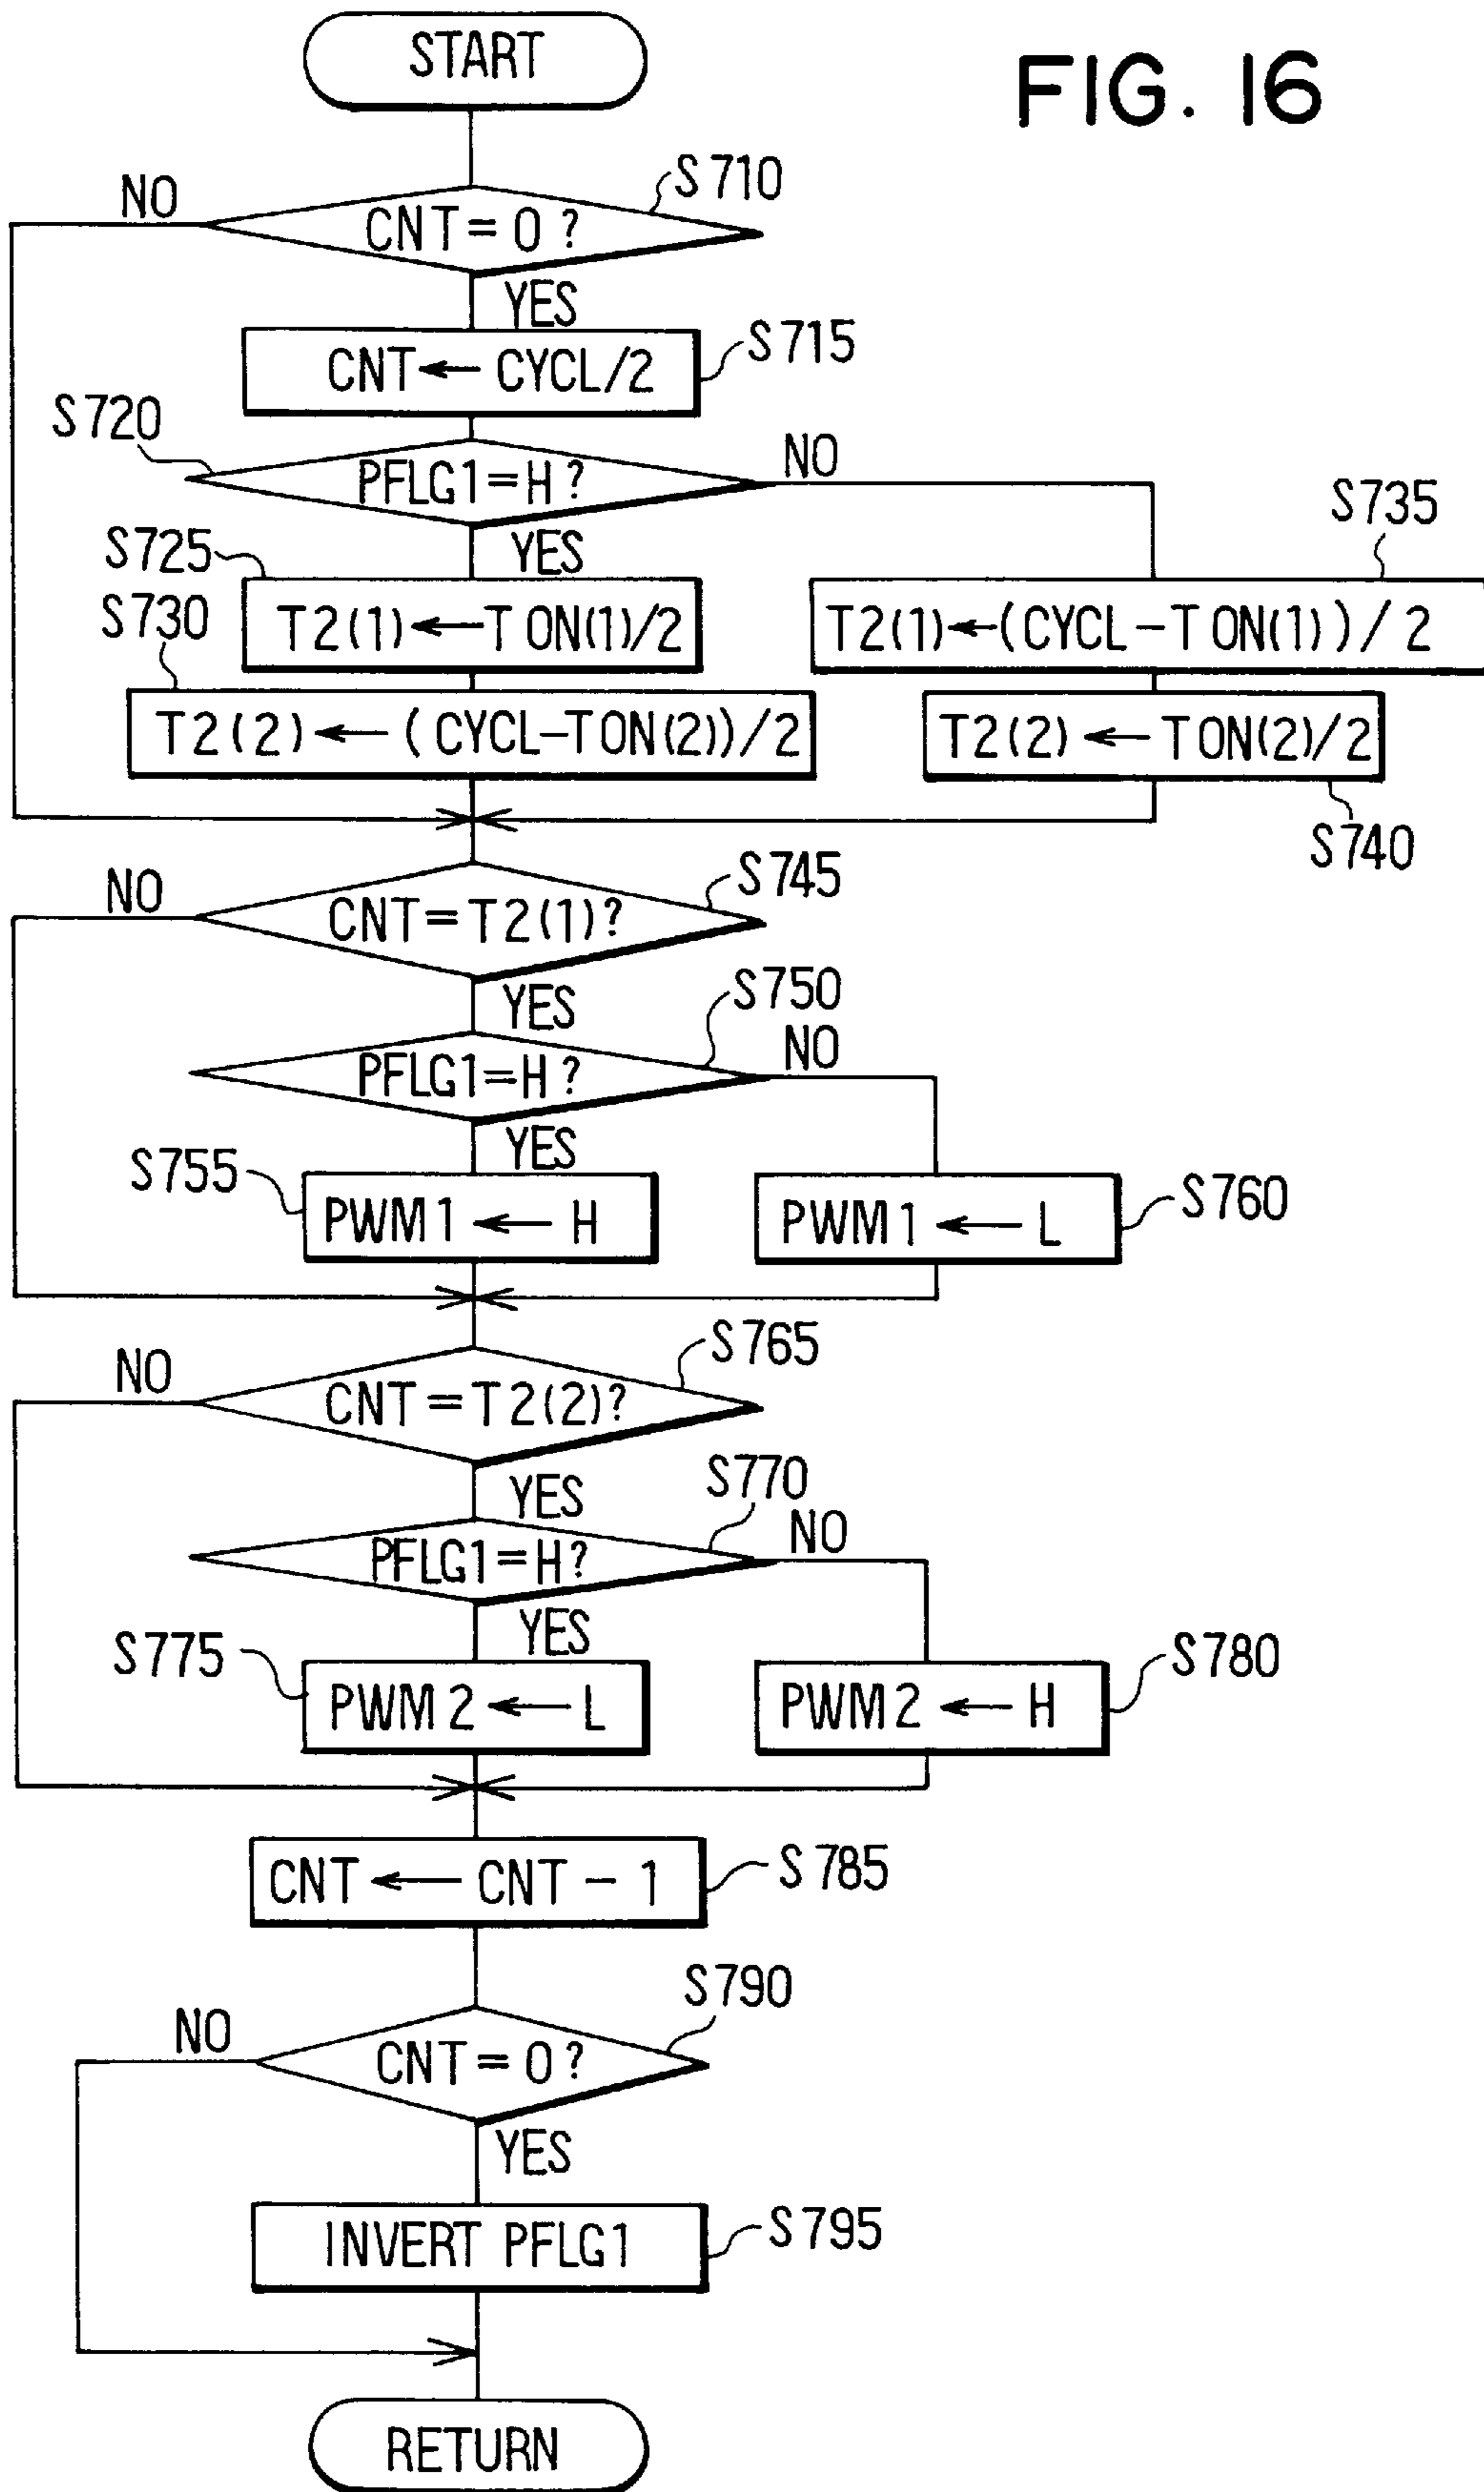 START
FIG. 16
NO
S710
CNT = 0 ?
YES
CNT ← CYCL/2
S715
S720
PFLG1 = H ?
NO
YES
S725
T2(1) ← TON(1)/2
S735
T2(1) ← (CYCL – TON(1)) / 2
S730
T2(2) ← (CYCL–TON(2))/2
T2(2) ← TON(2)/2
S740
NO
S745
CNT = T2(1) ?
YES
S750
PFLG1 = H ?
NO
YES
S755
PWM1 ← H
PWM1 ← L
S760
NO
S765
CNT = T2(2) ?
YES
S770
PFLG1 = H ?
NO
YES
S775
PWM2 ← L
PWM2 ← H
S780
CNT ← CNT – 1
S785
NO
S790
CNT = 0 ?
YES
INVERT PFLG1
S795
RETURN